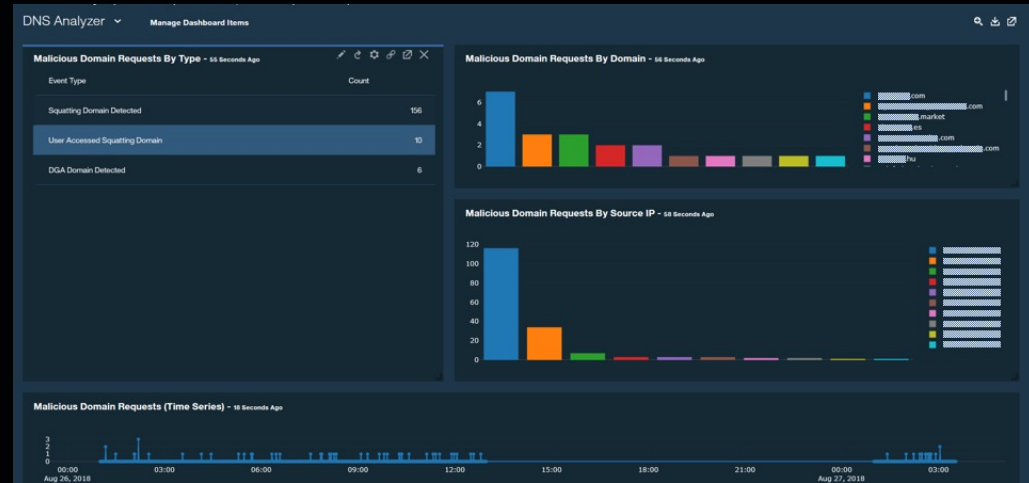 DNS Analyzer
Manage Dashboard Items
Malicious Domain Requests By Type - 55 Seconds Ago
Event Type Count
Squatting Domain Detected 156
User Accessed Squatting Domain 10
DGA Domain Detected 6
Malicious Domain Requests By Domain - 56 Seconds Ago
6
4
2
0
.com
.com
.market
.es
.com
.com
.hu
Malicious Domain Requests By Source IP - 58 Seconds Ago
120
100
80
60
40
20
0
Malicious Domain Requests (Time Series) - 18 Seconds Ago
3
2
1
0
00:00 03:00 06:00 09:00 12:00 15:00 18:00 21:00 00:00 03:00
Aug 26, 2018 Aug 27, 2018